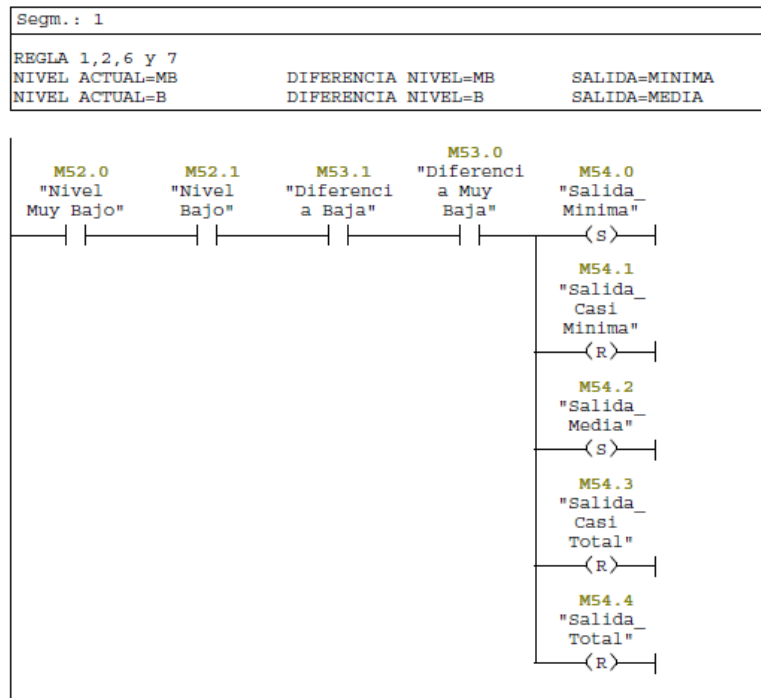 Segm.: 1
REGLA 1,2,6 y 7
NIVEL ACTUAL=MB DIFERENCIA NIVEL=MB SALIDA=MINIMA
NIVEL ACTUAL=B DIFERENCIA NIVEL=B SALIDA=MEDIA
M52.0
"Nivel
Muy Bajo"
M52.1
"Nivel
Bajo"
M53.1
"Diferenci
a Baja"
M53.0
"Diferenci
a Muy
Baja"
M54.0
"Salida_
Minima"
S
M54.1
"Salida_
Casi
Minima"
R
M54.2
"Salida_
Media"
S
M54.3
"Salida_
Casi
Total"
R
M54.4
"Salida_
Total"
R